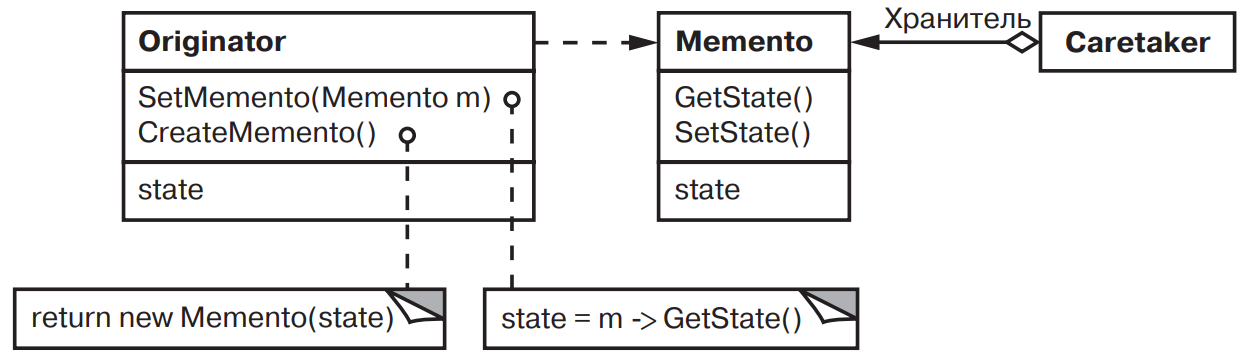 Originator
SetMemento(Memento m)
CreateMemento()
state
Memento
GetState()
SetState()
state
Хранитель
Caretaker
return new Memento(state)
state = m -> GetState()